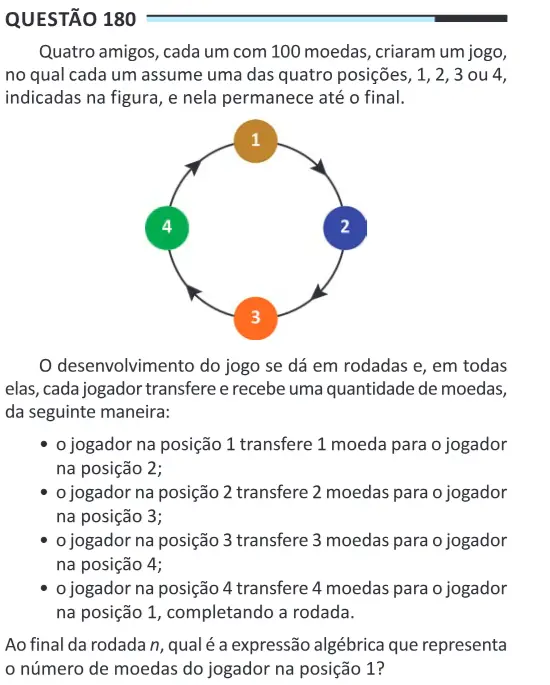 QUESTÃO 180
Quatro amigos, cada um com 100 moedas, criaram um jogo,
no qual cada um assume uma das quatro posições, 1, 2, 3 ou 4,
indicadas na figura, e nela permanece até o final.
1
4
2
3
O desenvolvimento do jogo se dá em rodadas e, em todas
elas, cada jogador transfere e recebe uma quantidade de moedas,
da seguinte maneira:
• o jogador na posição 1 transfere 1 moeda para o jogador
na posição 2;
• o jogador na posição 2 transfere 2 moedas para o jogador
na posição 3;
• o jogador na posição 3 transfere 3 moedas para o jogador
na posição 4;
• o jogador na posição 4 transfere 4 moedas para o jogador
na posição 1, completando a rodada.
Ao final da rodada n, qual é a expressão algébrica que representa
o número de moedas do jogador na posição 1?